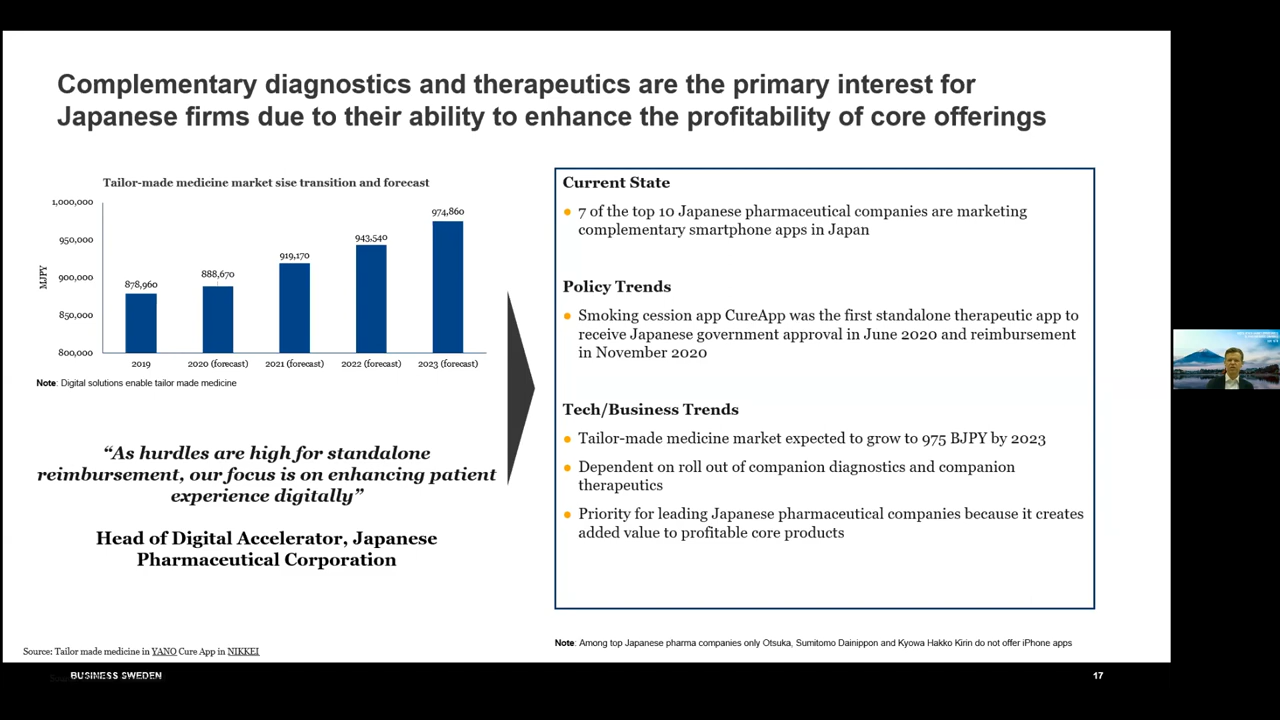 Complementary diagnostics and therapeutics are the primary interest for
Japanese firms due to their ability to enhance the profitability of core offerings
Tailor-made medicine market sise transition and forecast
MJPY
1,000,000
950,000
900,000
850,000
800,000
878,960
888,670
919,170
943,540
974,860
2019
2020 (forecast)
2021 (forecast)
2022 (forecast)
2023 (forecast)
Note: Digital solutions enable tailor made medicine
“As hurdles are high for standalone
reimbursement, our focus is on enhancing patient
experience digitally”
Head of Digital Accelerator, Japanese
Pharmaceutical Corporation
Current State
7 of the top 10 Japanese pharmaceutical companies are marketing
complementary smartphone apps in Japan
Policy Trends
Smoking cession app CureApp was the first standalone therapeutic app to
receive Japanese government approval in June 2020 and reimbursement
in November 2020
Tech/Business Trends
Tailor-made medicine market expected to grow to 975 BJPY by 2023
Dependent on roll out of companion diagnostics and companion
therapeutics
Priority for leading Japanese pharmaceutical companies because it creates
added value to profitable core products
Note: Among top Japanese pharma companies only Otsuka, Sumitomo Dainippon and Kyowa Hakko Kirin do not offer iPhone apps
Source: Tailor made medicine in YANO Cure App in NIKKEI
BUSINESS SWEDEN
17